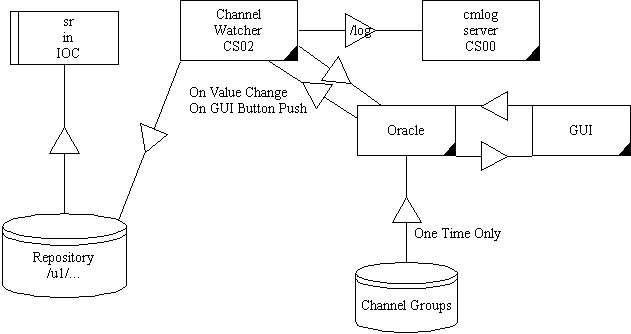 sr
in
IOC
Channel
Watcher
CS02
/log
cmlog
server
CS00
On Value Change
On GUI Button Push
Oracle
GUI
One Time Only
Repository
/u1/...
Channel Groups